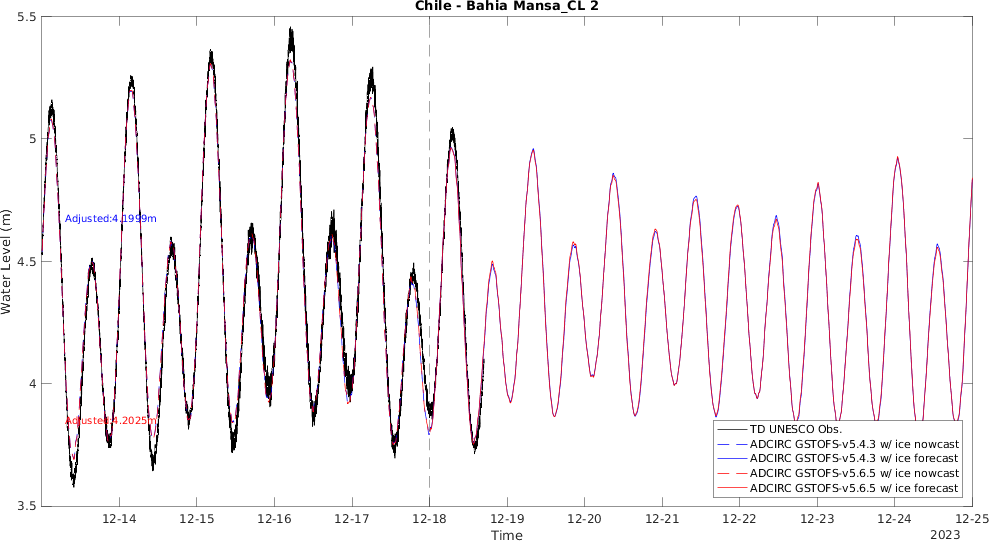 Chile - Bahia Mansa_CL 2
5.5
5
4.5
4
3.5
Water Level (m)
Adjusted:4.1999m
Adjusted:4.2025m
TD UNESCO Obs.
ADCIRC GSTOFS-v5.4.3 w/ ice nowcast
ADCIRC GSTOFS-v5.4.3 w/ ice forecast
ADCIRC GSTOFS-v5.6.5 w/ ice nowcast
ADCIRC GSTOFS-v5.6.5 w/ ice forecast
12-14 12-15 12-16 12-17 12-18 12-19 12-20 12-21 12-22 12-23 12-24 12-25
Time
2023